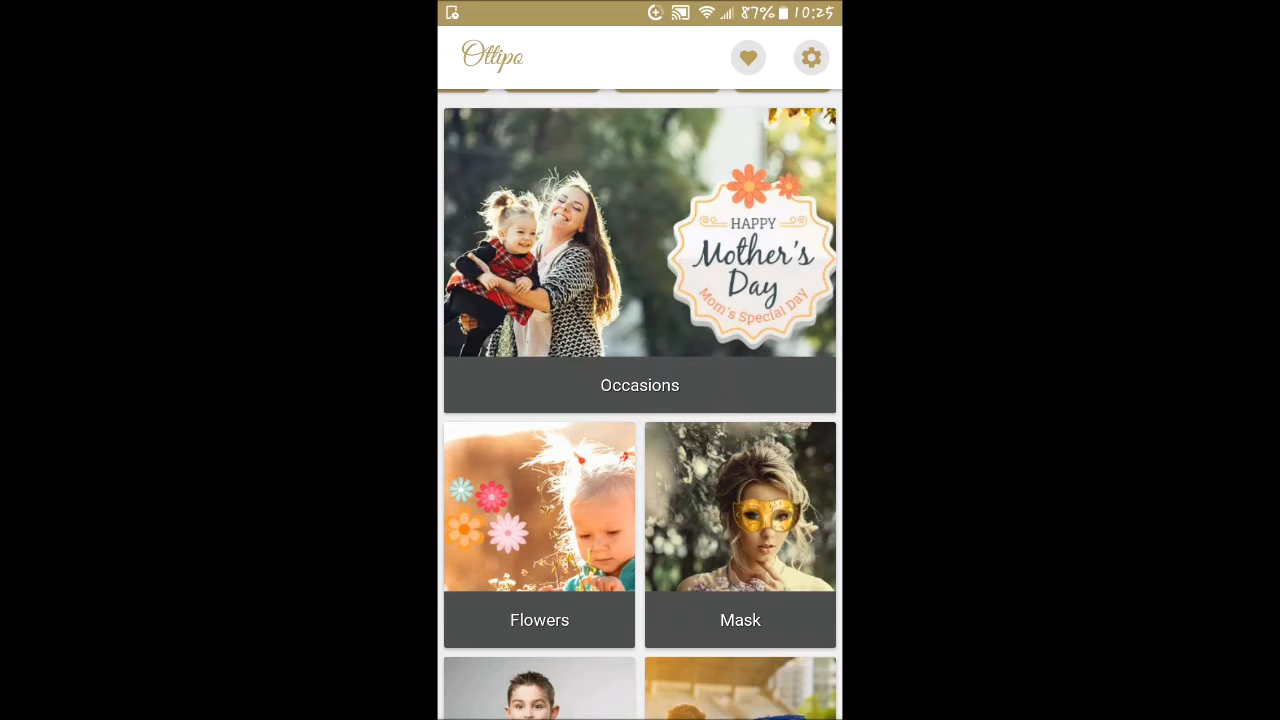 87% 10:25
Ottipo
HAPPY
Mother's
Day
Mom's Special Day
Occasions
Flowers
Mask